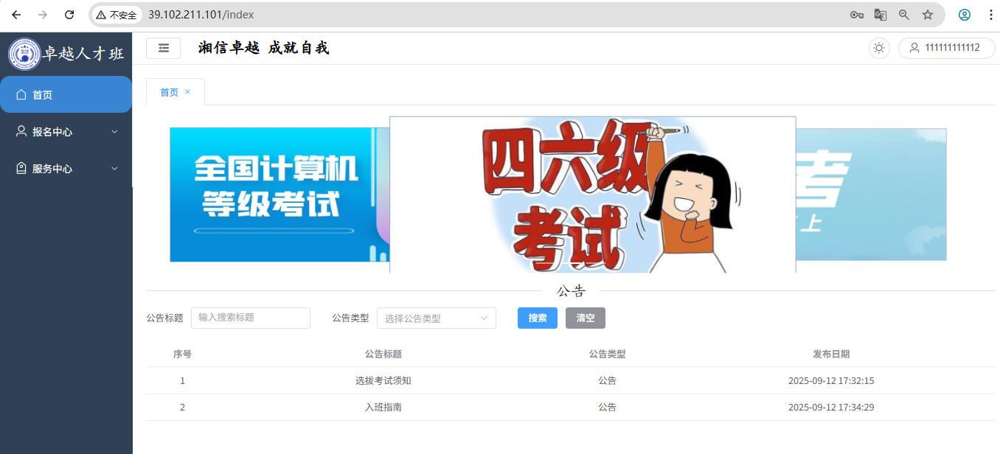 不安全 39.102.211.101/index
卓越人才班
湘信卓越 成就自我
111111111112
首页
报名中心
服务中心
首页 ×
全国计算机
等级考试
四六级
考试
考
上
公告
公告标题 输入搜索标题 公告类型 选择公告类型 搜索 清空
序号 公告标题 公告类型 发布日期
1 选拔考试须知 公告 2025-09-12 17:32:15
2 入班指南 公告 2025-09-12 17:34:29